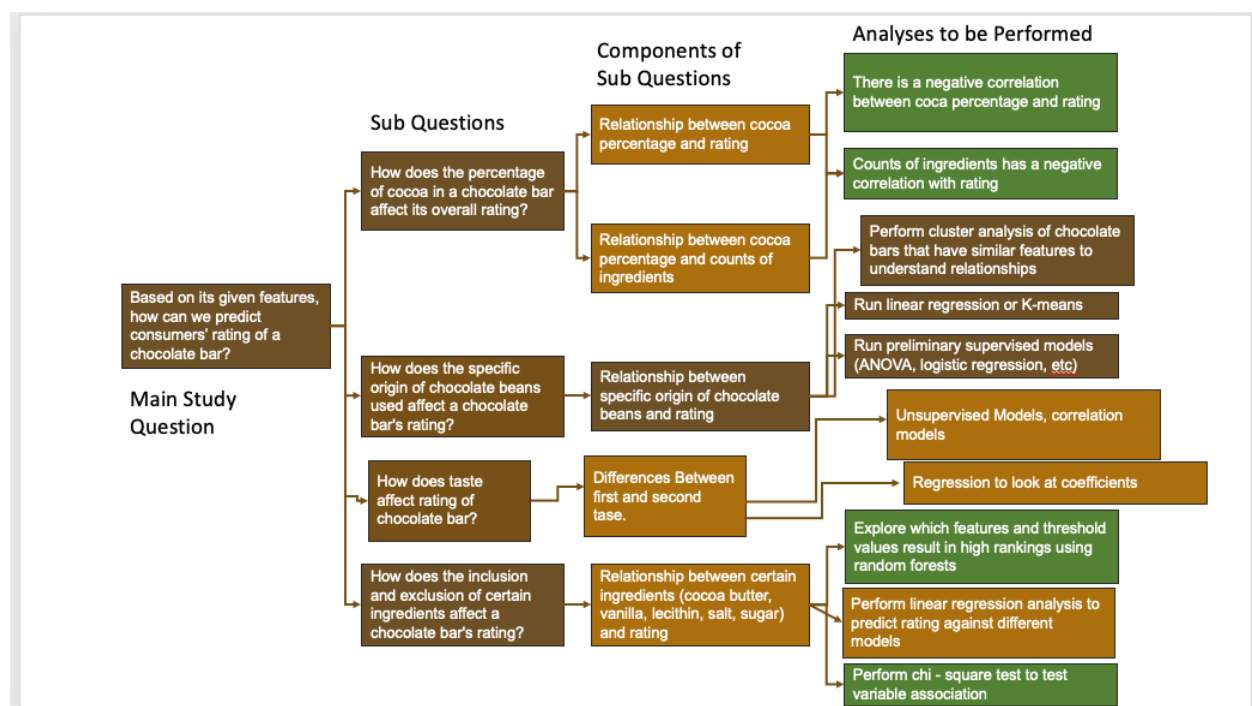 Analyses to be Performed
Components of
Sub Questions
Sub Questions
Main Study
Question
Based on its given features,
how can we predict
consumers' rating of a
chocolate bar?
How does the percentage
of cocoa in a chocolate bar
affect its overall rating?
How does the specific
origin of chocolate beans
used affect a chocolate
bar's rating?
How does taste
affect rating of
chocolate bar?
How does the inclusion
and exclusion of certain
ingredients affect a
chocolate bar's rating?
Relationship between cocoa
percentage and rating
Relationship between cocoa
percentage and counts of
ingredients
Relationship between
specific origin of chocolate
beans and rating
Differences Between
first and second
tase.
Relationship between certain
ingredients (cocoa butter,
vanilla, lecithin, salt, sugar)
and rating
There is a negative correlation
between coca percentage and rating
Counts of ingredients has a negative
correlation with rating
Perform cluster analysis of chocolate
bars that have similar features to
understand relationships
Run linear regression or K-means
Run preliminary supervised models
(ANOVA, logistic regression, etc)
Unsupervised Models, correlation
models
Regression to look at coefficients
Explore which features and threshold
values result in high rankings using
random forests
Perform linear regression analysis to
predict rating against different
models
Perform chi - square test to test
variable association